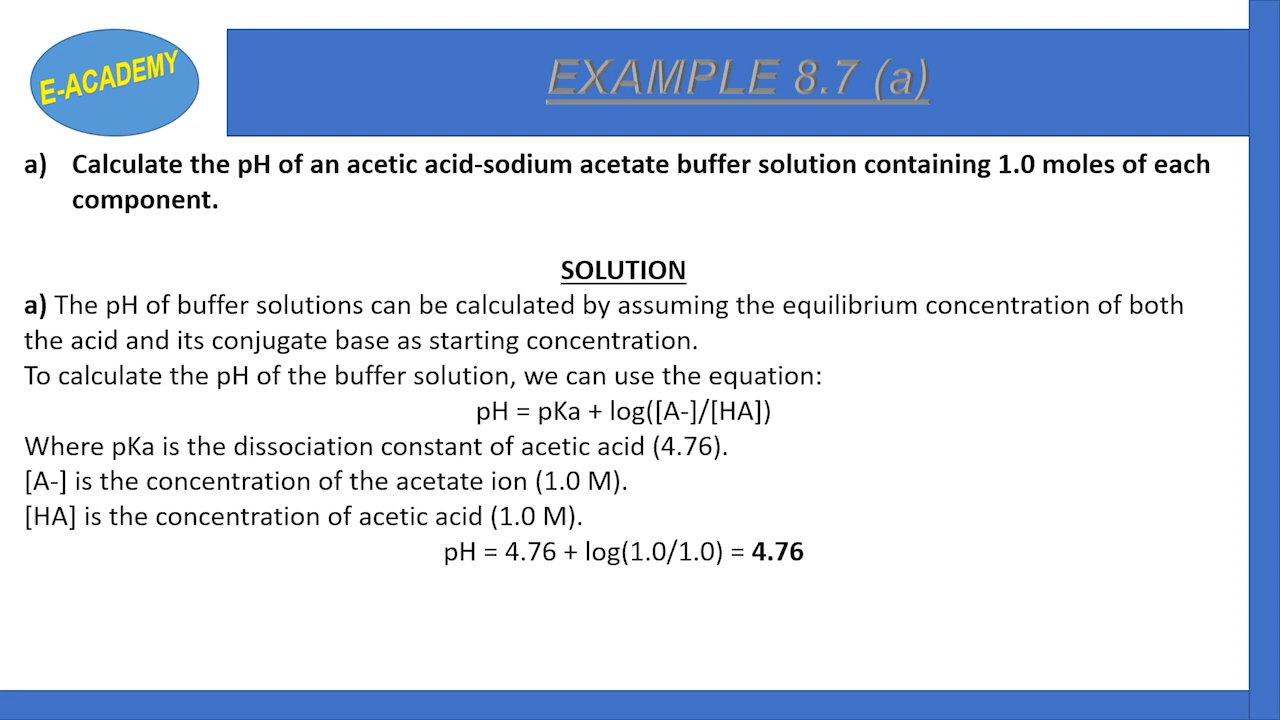 E-ACADEMY
EXAMPLE 8.7 (a)
a) Calculate the pH of an acetic acid-sodium acetate buffer solution containing 1.0 moles of each
component.
SOLUTION
a) The pH of buffer solutions can be calculated by assuming the equilibrium concentration of both
the acid and its conjugate base as starting concentration.
To calculate the pH of the buffer solution, we can use the equation:
pH = pKa + log([A-]/[HA])
Where pKa is the dissociation constant of acetic acid (4.76).
[A-] is the concentration of the acetate ion (1.0 M).
[HA] is the concentration of acetic acid (1.0 M).
pH = 4.76 + log(1.0/1.0) = 4.76